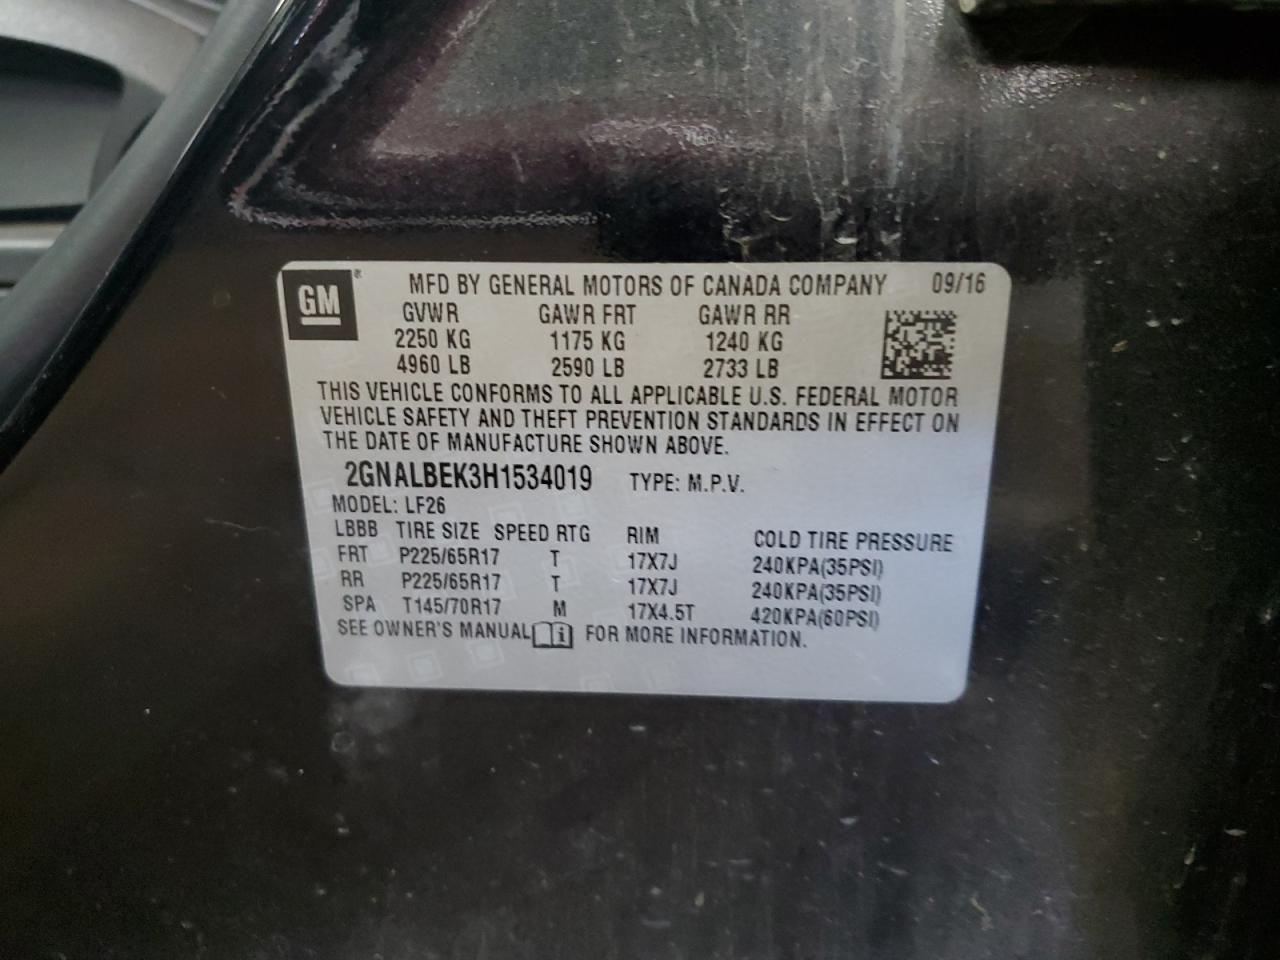 GM ® MFD BY GENERAL MOTORS OF CANADA COMPANY 09/16
GVWR GAWR FRT GAWR RR
2250 KG 1175 KG 1240 KG
4960 LB 2590 LB 2733 LB
THIS VEHICLE CONFORMS TO ALL APPLICABLE U.S. FEDERAL MOTOR
VEHICLE SAFETY AND THEFT PREVENTION STANDARDS IN EFFECT ON
THE DATE OF MANUFACTURE SHOWN ABOVE.
2GNALBEK3H1534019 TYPE: M.P.V.
MODEL: LF26
LBBB TIRE SIZE SPEED RTG RIM COLD TIRE PRESSURE
FRT P225/65R17 T 17X7J 240KPA(35PSI)
RR P225/65R17 T 17X7J 240KPA(35PSI)
SPA T145/70R17 M 17X4.5T 420KPA(60PSI)
SEE OWNER'S MANUAL i FOR MORE INFORMATION.